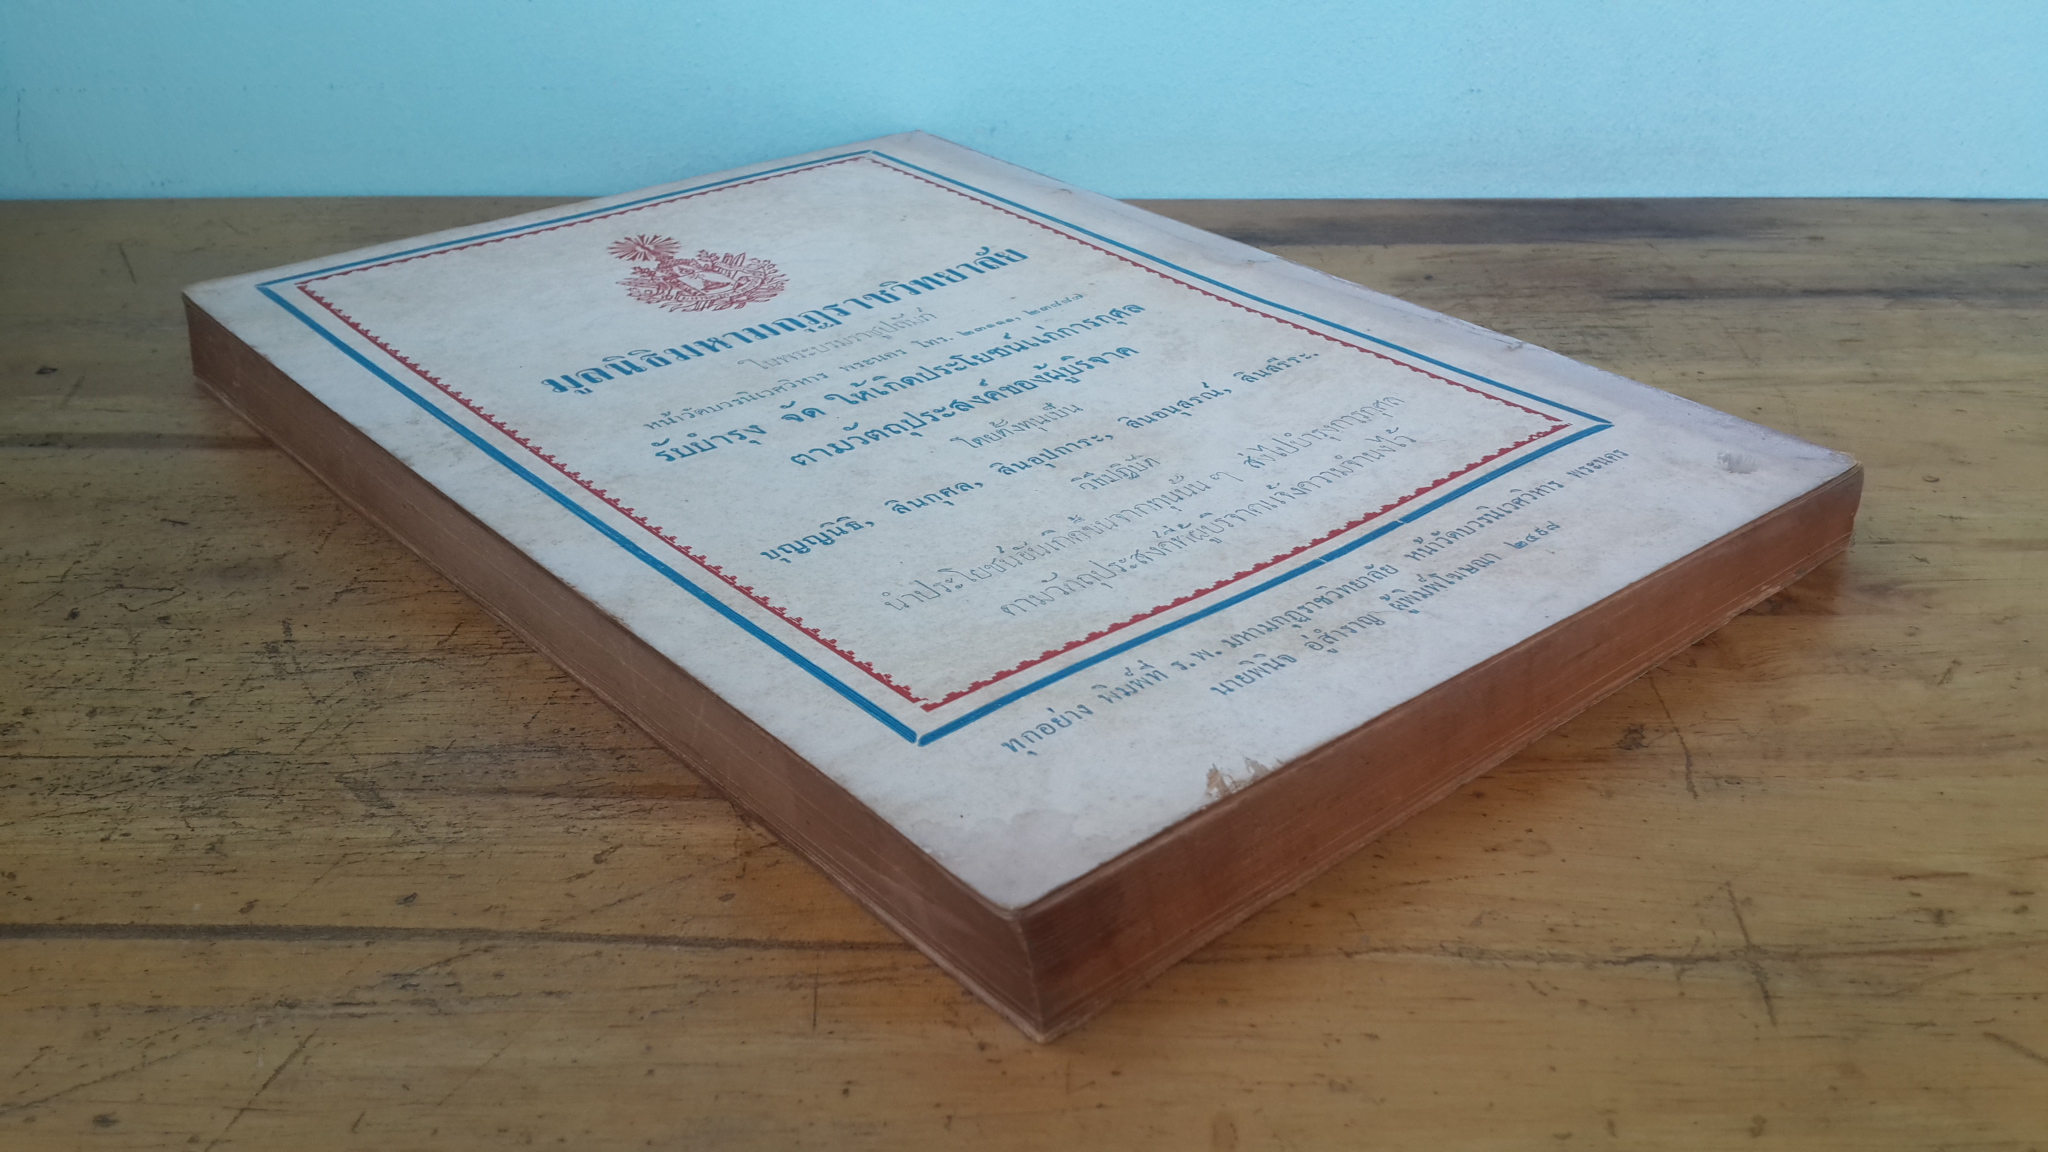 มูลนิธิมหามกุฏราชวิทยาลัย
ในพระบรมราชูปถัมภ์
หน้าวัดบวรนิเวศวิหาร พระนคร โทร.
รับบำรุง จัด ให้เกิดประโยชน์แก่การกุศล
ตามวัตถุประสงค์ของผู้บริจาค
โดยตั้งทุนเป็น
บุญญนิธิ, สินกุศล, สินอุปการะ, สินอนุสรณ์, สินสรีระ.
วิธีปฏิบัติ
นำประโยชน์อันเกิดขึ้นจากทุนนั้น ๆ ส่งไปบำรุงการกุศล
ตามวัตถุประสงค์ที่ผู้บริจาคแจ้งความจำนงไว้
ทุกอย่าง พิมพ์ที่ ร.พ. มหามกุฏราชวิทยาลัย หน้าวัดบวรนิเวศวิหาร พระนคร
นายพินิจ อู่สำราญ ผู้พิมพ์โฆษณา ๒๕๕๗